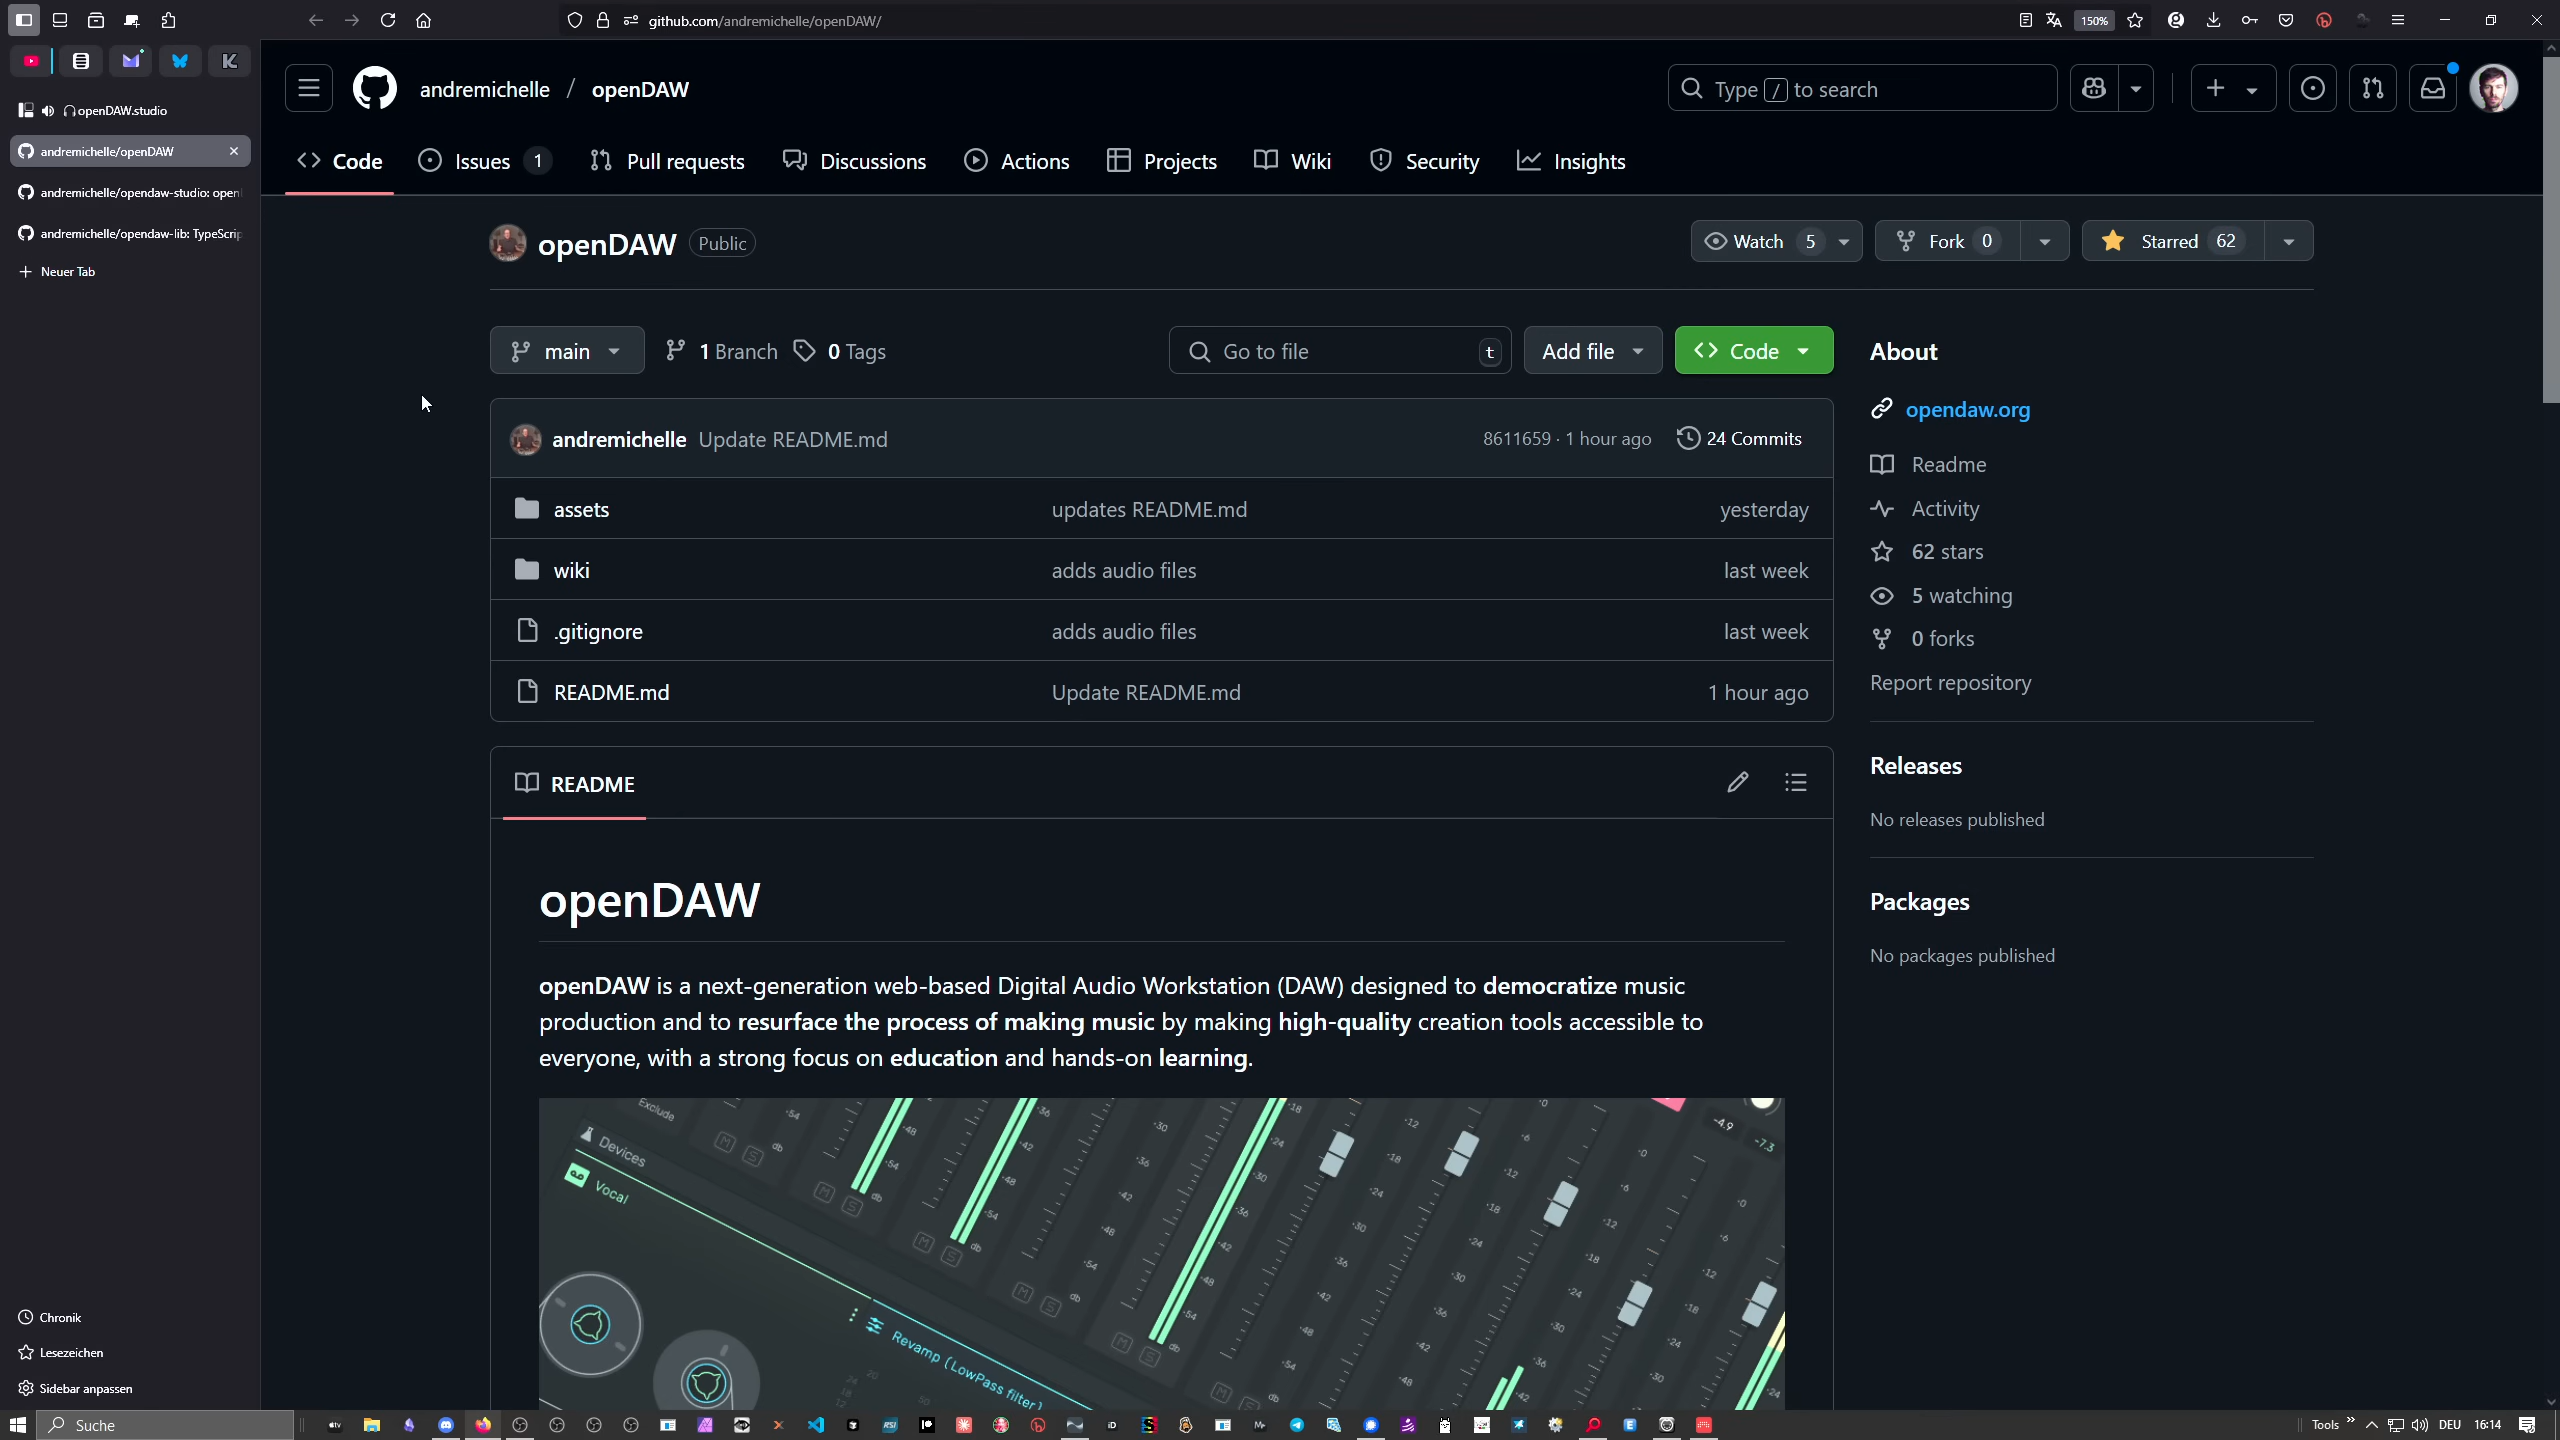 github.com/andremichelle/openDAW/
150%
openDAW.studio
andremichelle/openDAW
andremichelle/opendaw-studio: open
andremichelle/opendaw-lib: TypeScrip
Neuer Tab
andremichelle / openDAW
Type / to search
Code
Issues 1
Pull requests
Discussions
Actions
Projects
Wiki
Security
Insights
openDAW Public
Watch 5
Fork 0
Starred 62
main
1 Branch
0 Tags
Go to file t
Add file
Code
andremichelle Update README.md 8611659 · 1 hour ago 24 Commits
assets updates README.md yesterday
wiki adds audio files last week
.gitignore adds audio files last week
README.md Update README.md 1 hour ago
About
opendaw.org
Readme
Activity
62 stars
5 watching
0 forks
Report repository
Releases
No releases published
Packages
No packages published
README
openDAW
openDAW is a next-generation web-based Digital Audio Workstation (DAW) designed to democratize music
production and to resurface the process of making music by making high-quality creation tools accessible to
everyone, with a strong focus on education and hands-on learning.
Exclude
Devices
Vocal
Revamp (LowPass filter)
-4.9
-7.3
Chronik
Lesezeichen
Sidebar anpassen
Suche
Tools
DEU
16:14